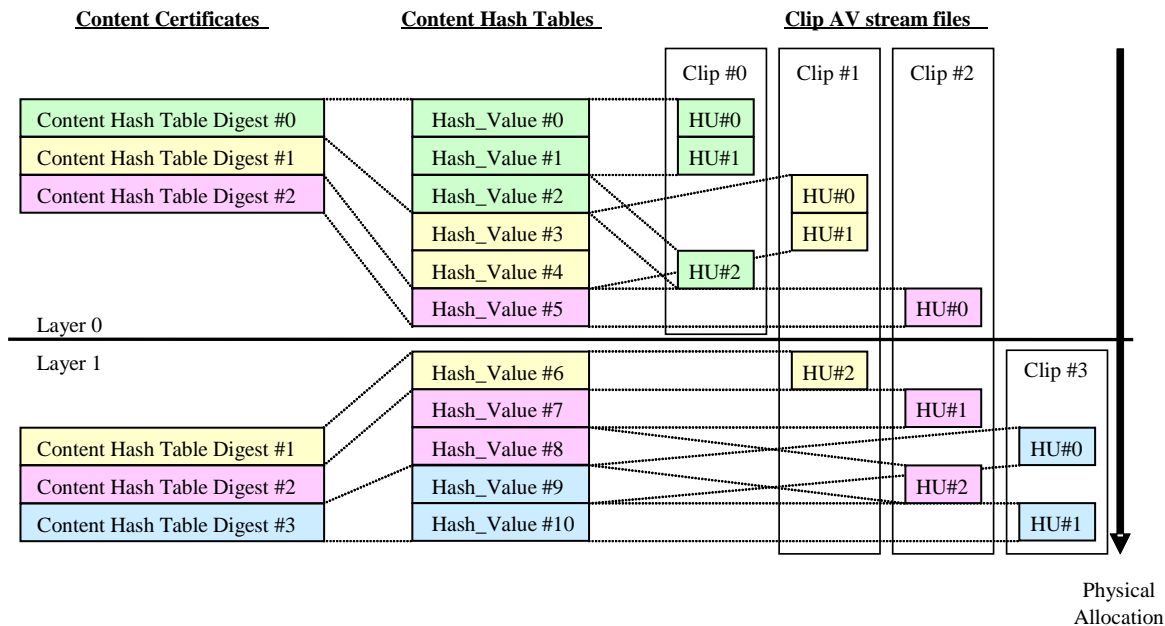 Content Certificates Content Hash Tables Clip AV stream files
Clip #0 Clip #1 Clip #2
Content Hash Table Digest #0 Hash_Value #0 HU#0
Content Hash Table Digest #1 Hash_Value #1 HU#1
Content Hash Table Digest #2 Hash_Value #2 HU#0
Hash_Value #3 HU#1
Hash_Value #4 HU#2
Hash_Value #5 HU#0
Layer 0
Layer 1
Hash_Value #6 HU#2 Clip #3
Hash_Value #7 HU#1
Content Hash Table Digest #1 Hash_Value #8 HU#0
Content Hash Table Digest #2 Hash_Value #9 HU#2
Content Hash Table Digest #3 Hash_Value #10 HU#1
Physical
Allocation